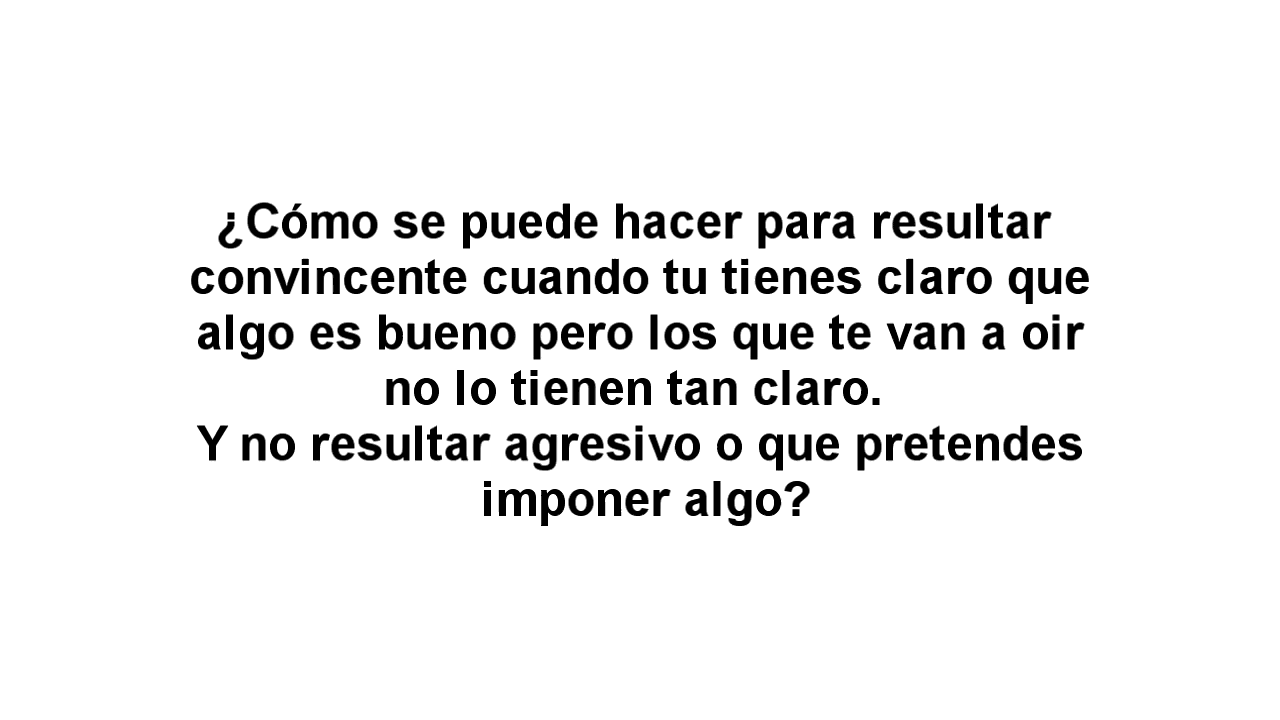 ¿Cómo se puede hacer para resultar
convincente cuando tu tienes claro que
algo es bueno pero los que te van a oir
no lo tienen tan claro.
Y no resultar agresivo o que pretendes
imponer algo?